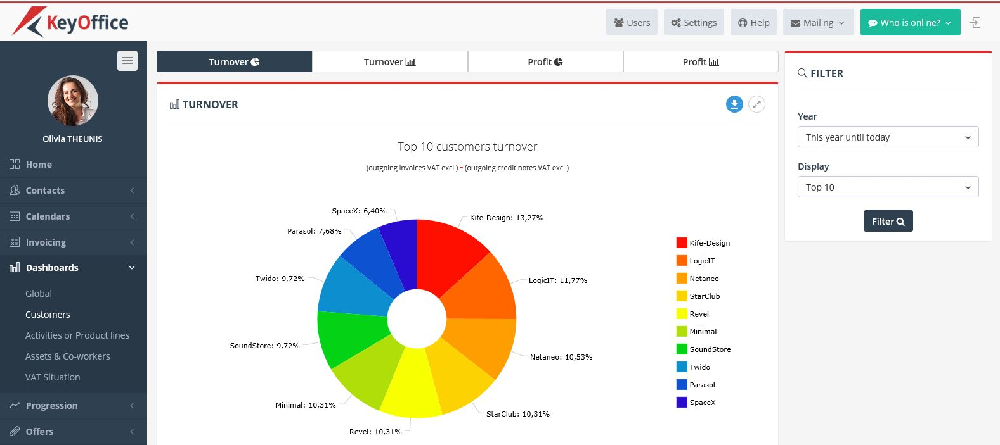 KeyOffice
Users
Settings
Help
Mailing
Who is online?
Olivia THEUNIS
Home
Contacts
Calendars
Invoicing
Dashboards
Global
Customers
Activities or Product lines
Assets & Co-workers
VAT Situation
Progression
Offers
Turnover
Turnover
Profit
Profit
TURNOVER
Top 10 customers turnover
(outgoing invoices VAT excl.) - (outgoing credit notes VAT excl.)
SpaceX: 6,40%
Kife-Design: 13,27%
Parasol: 7,68%
Twido: 9,72%
LogicIT: 11,77%
SoundStore: 9,72%
Netaneo: 10,53%
Minimal: 10,31%
StarClub: 10,31%
Revel: 10,31%
Kife-Design
LogicIT
Netaneo
StarClub
Revel
Minimal
SoundStore
Twido
Parasol
SpaceX
FILTER
Year
This year until today
Display
Top 10
Filter